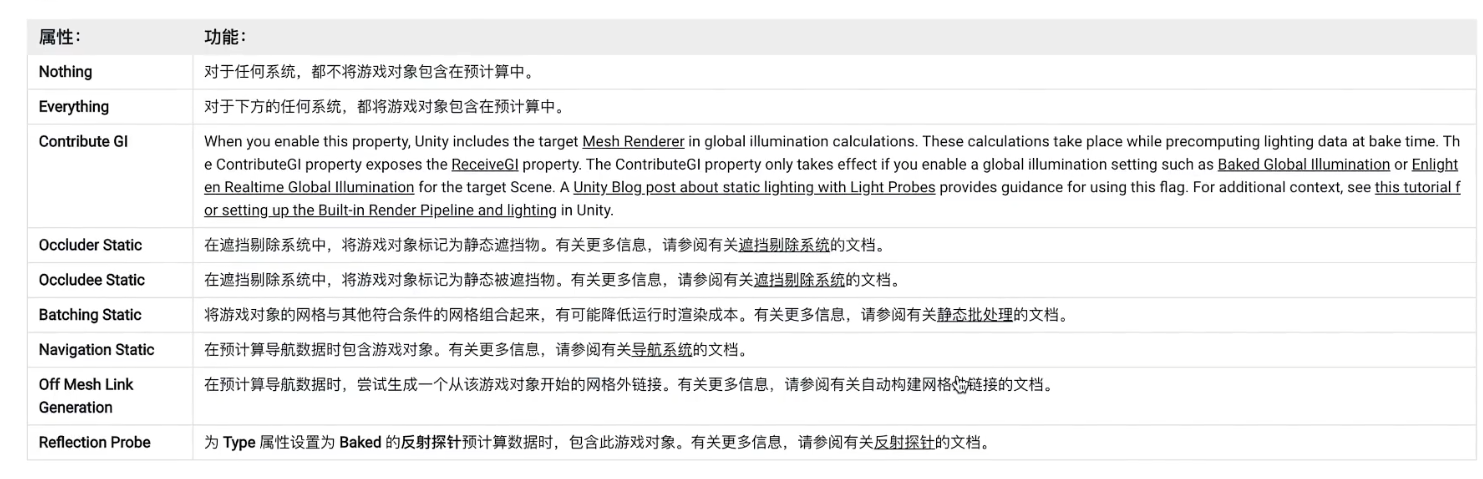 属性： 功能：
Nothing 对于任何系统，都不将游戏对象包含在预计算中。
Everything 对于下方的任何系统，都将游戏对象包含在预计算中。
Contribute GI When you enable this property, Unity includes the target Mesh Renderer in global illumination calculations. These calculations take place while precomputing lighting data at bake time. Th
e ContributeGI property exposes the ReceiveGI property. The ContributeGI property only takes effect if you enable a global illumination setting such as Baked Global Illumination or Enlight
en Realtime Global Illumination for the target Scene. A Unity Blog post about static lighting with Light Probes provides guidance for using this flag. For additional context, see this tutorial f
or setting up the Built-in Render Pipeline and lighting in Unity.
Occluder Static 在遮挡剔除系统中，将游戏对象标记为静态遮挡物。有关更多信息，请参阅有关遮挡剔除系统的文档。
Occludee Static 在遮挡剔除系统中，将游戏对象标记为静态被遮挡物。有关更多信息，请参阅有关遮挡剔除系统的文档。
Batching Static 将游戏对象的网格与其他符合条件的网格组合起来，有可能降低运行时渲染成本。有关更多信息，请参阅有关静态批处理的文档。
Navigation Static 在预计算导航数据时包含游戏对象。有关更多信息，请参阅有关导航系统的文档。
Off Mesh Link 在预计算导航数据时，尝试生成一个从该游戏对象开始的网格外链接。有关更多信息，请参阅有关自动构建网格链接的文档。
Generation
Reflection Probe 为 Type 属性设置为 Baked 的反射探针预计算数据时，包含此游戏对象。有关更多信息，请参阅有关反射探针的文档。